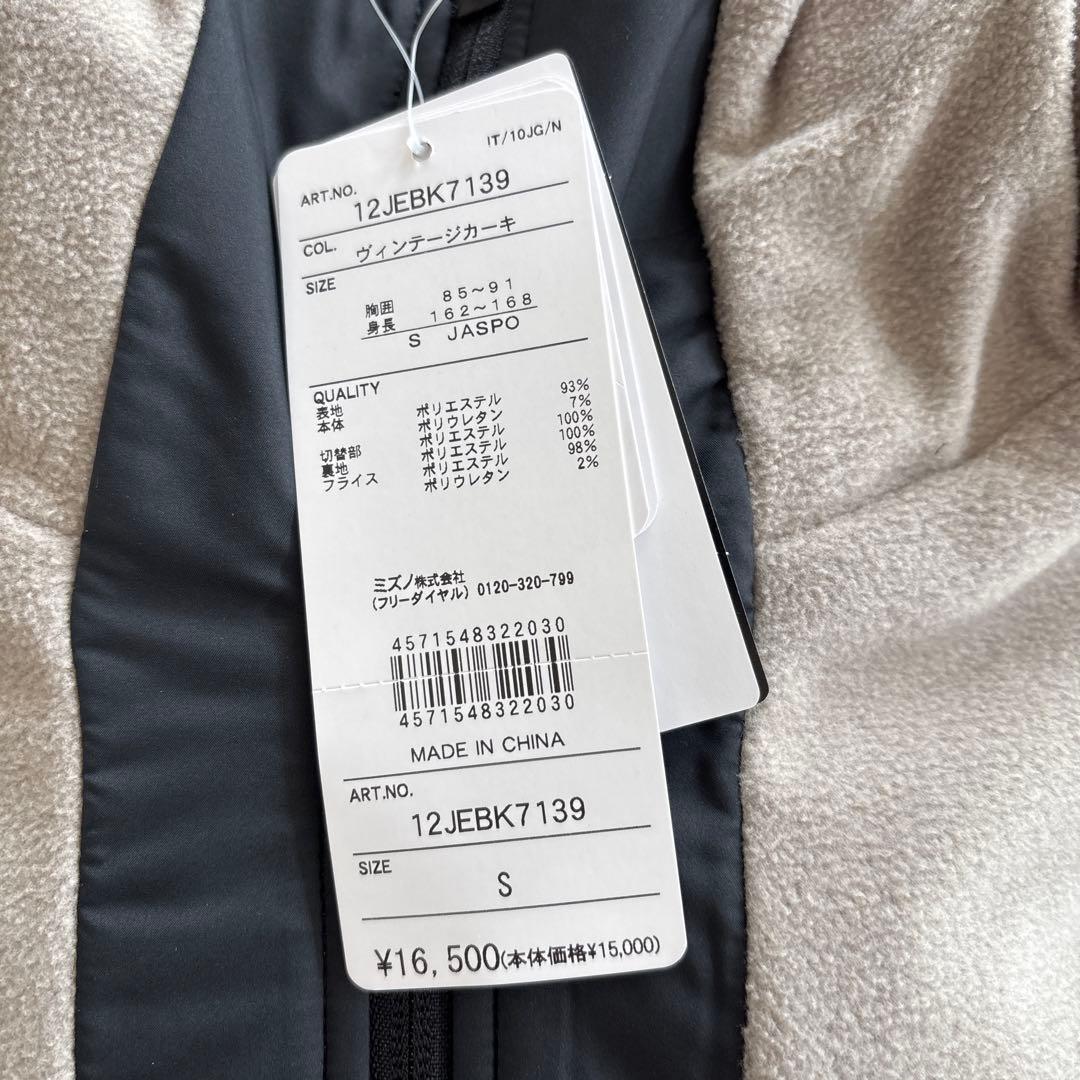 IT/10JG/N
ART.NO. 12JEBK7139
COL. ヴィンテージカーキ
SIZE
胸囲 85～91
身長 162～168
S JASPO
QUALITY
表地 ポリエステル 93%
本体 ポリウレタン 7%
ポリエステル 100%
切替部 ポリエステル 100%
裏地 ポリエステル 98%
フライス ポリウレタン 2%
ミズノ株式会社
(フリーダイヤル) 0120-320-799
4571548322030
4571548322030
MADE IN CHINA
ART.NO.
12JEBK7139
SIZE
S
¥16,500(本体価格¥15,000)